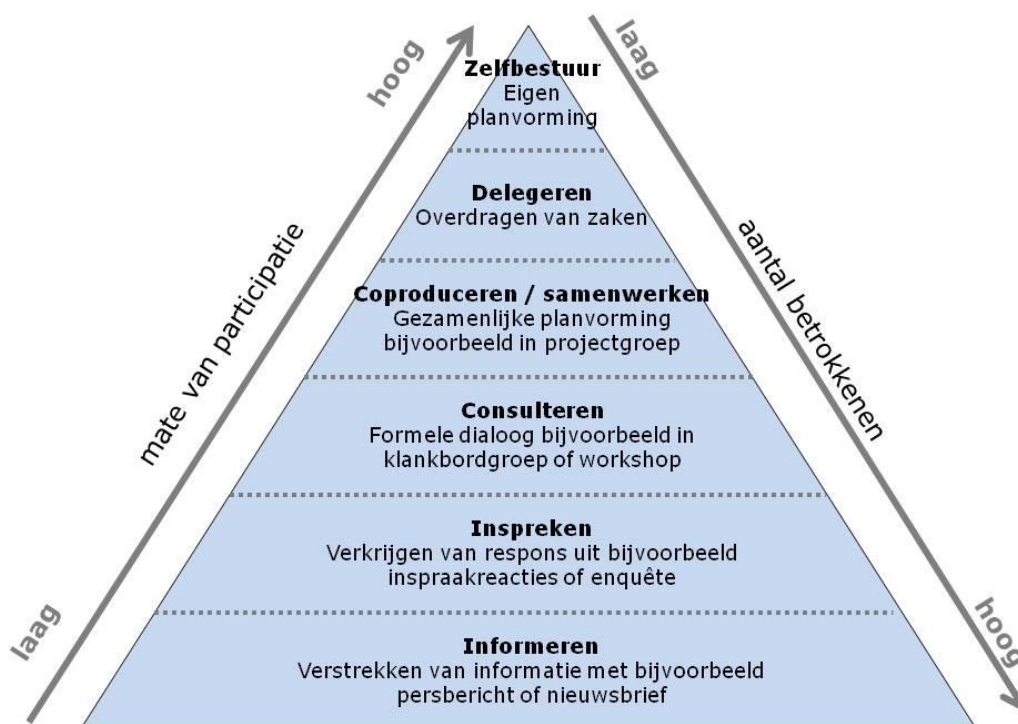 hoog
laag
Zelfbestuur
Eigen
planvorming
Delegeren
Overdragen van zaken
mate van participatie
aantal betrokkenen
Coproduceren / samenwerken
Gezamenlijke planvorming
bijvoorbeeld in projectgroep
Consulteren
Formele dialoog bijvoorbeeld in
klankbordgroep of workshop
Inspreken
Verkrijgen van respons uit bijvoorbeeld
inspraakreacties of enquête
laag
hoog
Informeren
Verstrekken van informatie met bijvoorbeeld
persbericht of nieuwsbrief